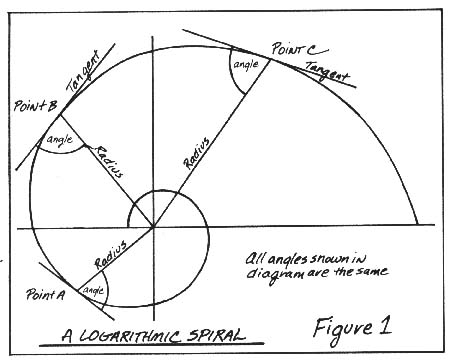 Point C
Tangent
angle
Tangent
Point B
angle
Radius
Radius
Radius
Point A
angle
All angles shown in
diagram are the same
A LOGARITHMIC SPIRAL
Figure 1